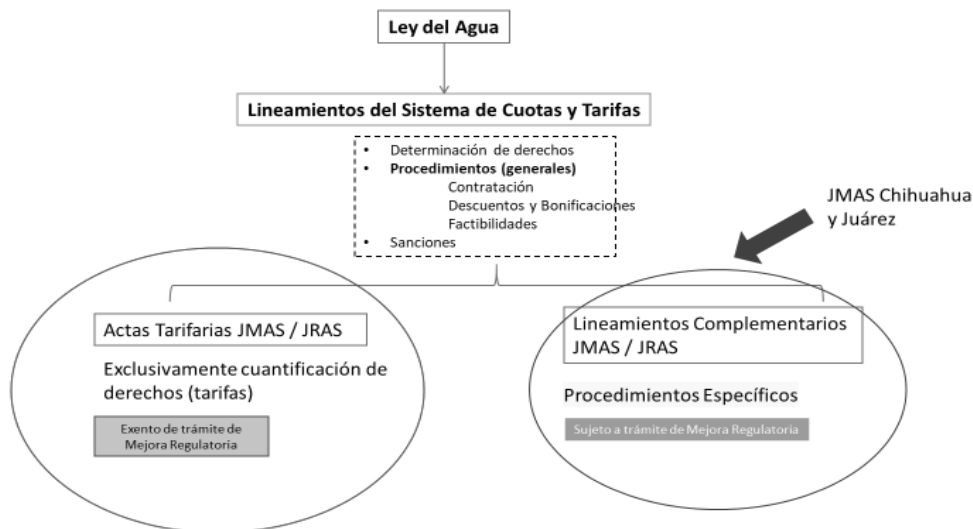 Ley del Agua
Lineamientos del Sistema de Cuotas y Tarifas
• Determinación de derechos
• Procedimientos (generales)
Contratación
Descuentos y Bonificaciones
Factibilidades
• Sanciones
JMAS Chihuahua
y Juárez
Actas Tarifarias JMAS / JRAS
Exclusivamente cuantificación de
derechos (tarifas)
Exento de trámite de
Mejora Regulatoria
Lineamientos Complementarios
JMAS / JRAS
Procedimientos Específicos
Sujeto a trámite de Mejora Regulatoria